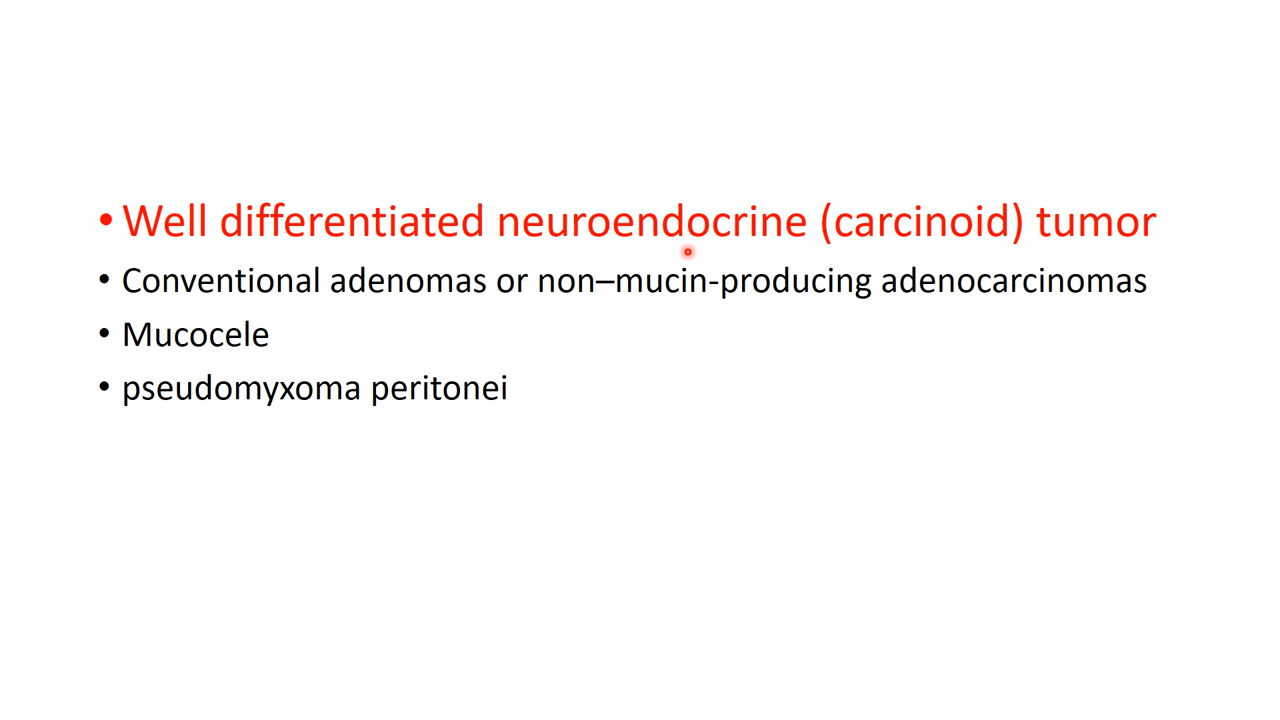 • Well differentiated neuroendocrine (carcinoid) tumor
• Conventional adenomas or non–mucin-producing adenocarcinomas
• Mucocele
• pseudomyxoma peritonei